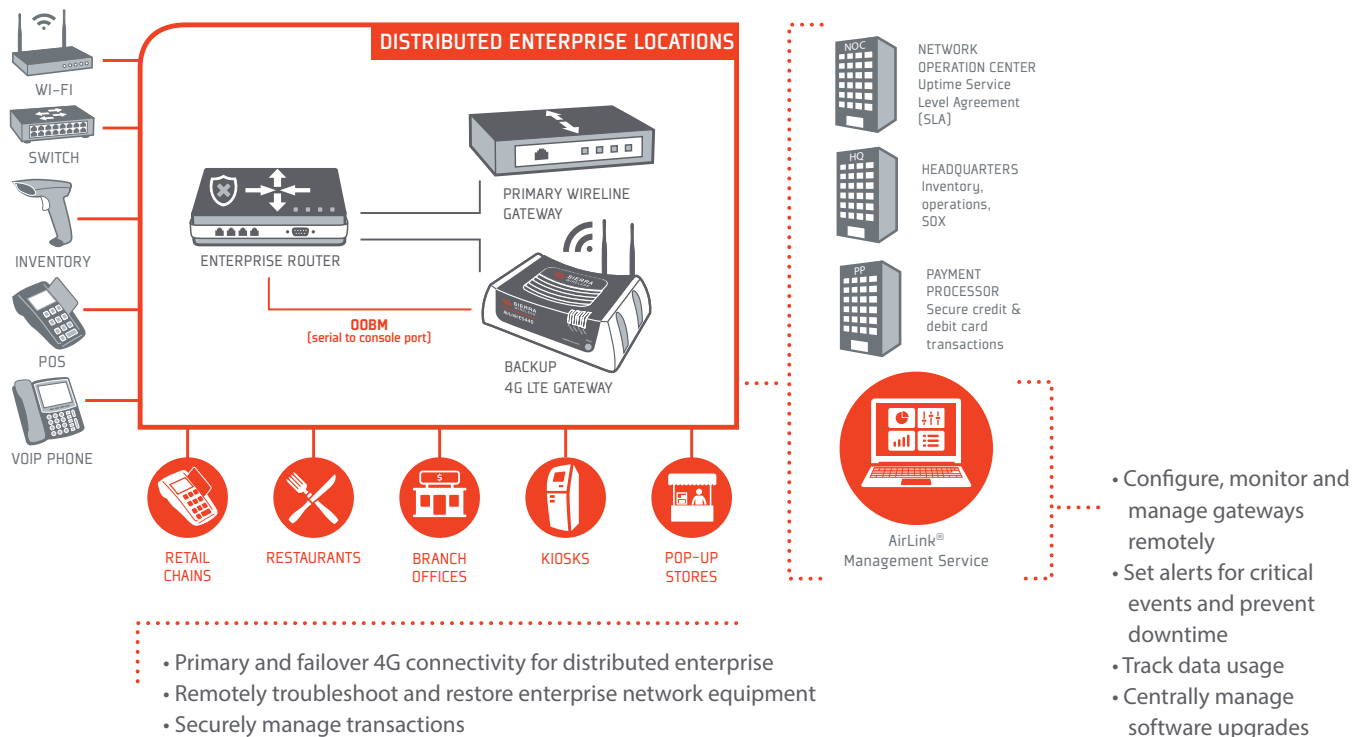 DISTRIBUTED ENTERPRISE LOCATIONS
WI-FI
SWITCH
INVENTORY
POS
VOIP PHONE
ENTERPRISE ROUTER
PRIMARY WIRELINE
GATEWAY
OOBM
(serial to console port)
SIERRA
WIRELESS
SIERRA
WIRELESS
BACKUP
4G LTE GATEWAY
RETAIL
CHAINS
RESTAURANTS
$
BRANCH
OFFICES
KIOSKS
POP-UP
STORES
NOC
NETWORK
OPERATION CENTER
Uptime Service
Level Agreement
(SLA)
HQ
HEADQUARTERS
Inventory,
operations,
SOX
PP
PAYMENT
PROCESSOR
Secure credit &
debit card
transactions
AirLink®
Management Service
• Configure, monitor and
manage gateways
remotely
• Set alerts for critical
events and prevent
downtime
• Track data usage
• Centrally manage
software upgrades
• Primary and failover 4G connectivity for distributed enterprise
• Remotely troubleshoot and restore enterprise network equipment
• Securely manage transactions